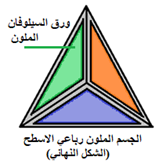 ورق السيلوفان
الملون
الجسم الملون رباعي الاسطح
(الشكل النهائي)